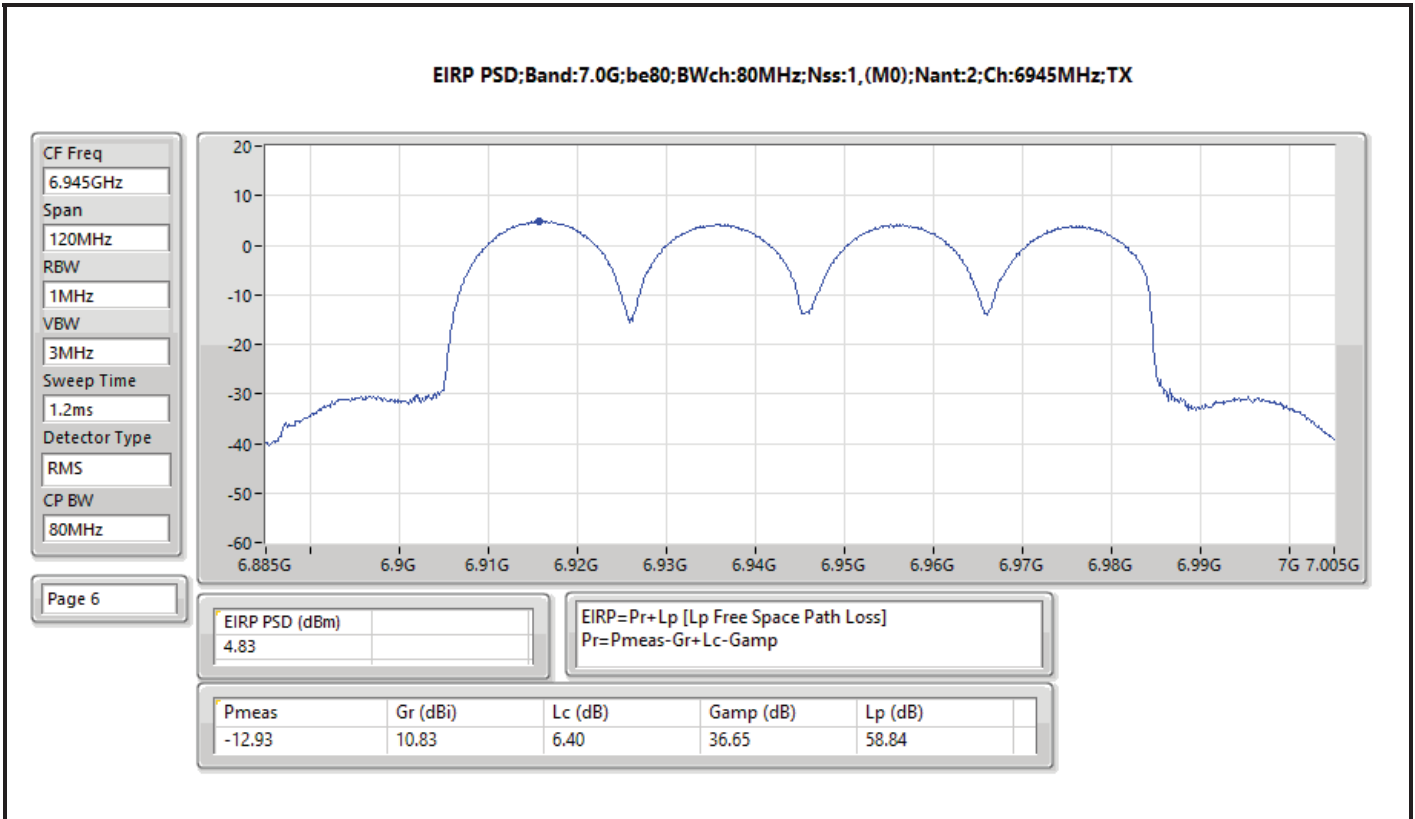 EIRP PSD;Band:7.0G;be80;BWch:80MHz;Nss:1,(M0);Nant:2;Ch:6945MHz;TX
CF Freq
6.945GHz
Span
120MHz
RBW
1MHz
VBW
3MHz
Sweep Time
1.2ms
Detector Type
RMS
CP BW
80MHz
Page 6
20
10
0
-10
-20
-30
-40
-50
-60
6.885G 6.9G 6.91G 6.92G 6.93G 6.94G 6.95G 6.96G 6.97G 6.98G 6.99G 7G 7.005G
EIRP PSD (dBm)
4.83
EIRP=Pr+Lp [Lp Free Space Path Loss]
Pr=Pmeas-Gr+Lc-Gamp
Pmeas Gr (dBi) Lc (dB) Gamp (dB) Lp (dB)
-12.93 10.83 6.40 36.65 58.84